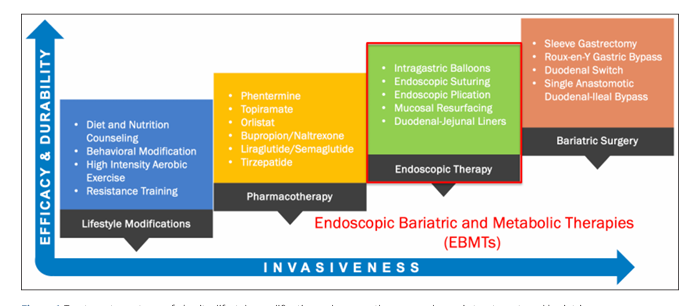 EFFICACY & DURABILITY
• Diet and Nutrition
Counseling
• Behavioral Modification
• High Intensity Aerobic
Exercise
• Resistance Training
Lifestyle Modifications
• Phentermine
• Topiramate
• Orlistat
• Bupropion/Naltrexone
• Liraglutide/Semaglutide
• Tirzepatide
Pharmacotherapy
• Intragastric Balloons
• Endoscopic Suturing
• Endoscopic Plication
• Mucosal Resurfacing
• Duodenal-Jejunal Liners
Endoscopic Therapy
• Sleeve Gastrectomy
• Roux-en-Y Gastric Bypass
• Duodenal Switch
• Single Anastomotic
Duodenal-Ileal Bypass
Bariatric Surgery
Endoscopic Bariatric and Metabolic Therapies
(EBMTs)
INVASIVENESS